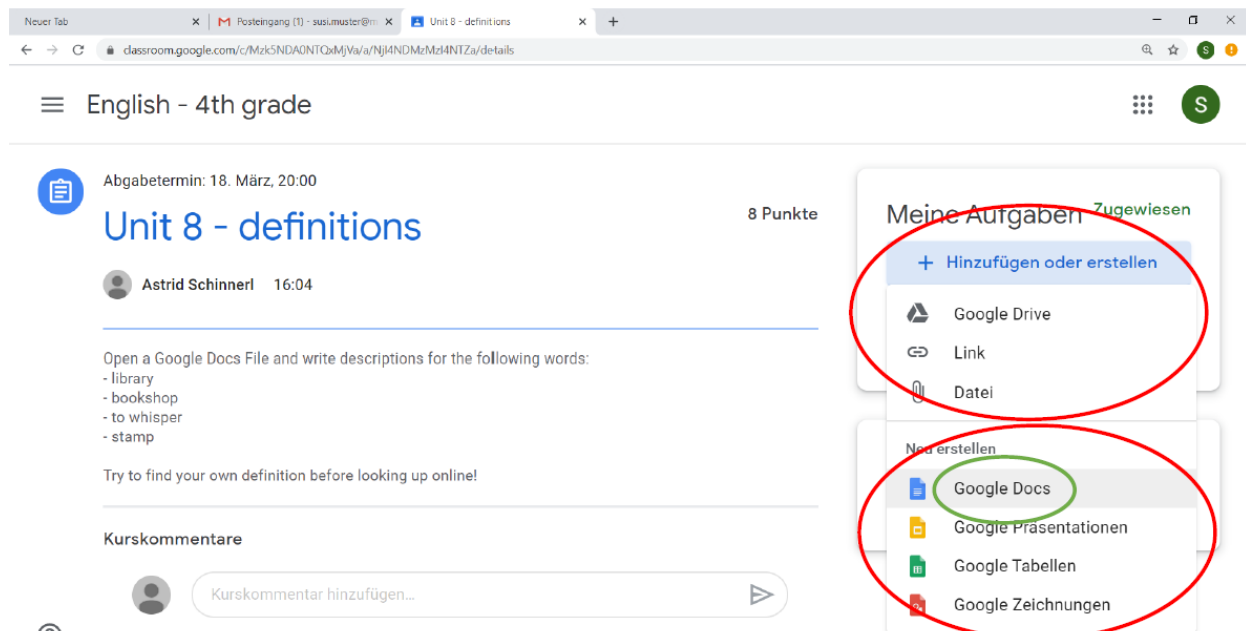 Neuer Tab
Posteingang (1) - susi.muster@m
Unit 8 - definitions
classroom.google.com/c/Mzk5NDA0NTQxMjVa/a/NjI4NDMzMzI4NTZa/details
S
English - 4th grade
S
Abgabetermin: 18. März, 20:00
Unit 8 - definitions
8 Punkte
Astrid Schinnerl 16:04
Open a Google Docs File and write descriptions for the following words:
- library
- bookshop
- to whisper
- stamp
Try to find your own definition before looking up online!
Kurskommentare
Kurskommentar hinzufügen...
Meine Aufgaben Zugewiesen
+ Hinzufügen oder erstellen
Google Drive
Link
Datei
Neu erstellen
Google Docs
Google Präsentationen
Google Tabellen
Google Zeichnungen